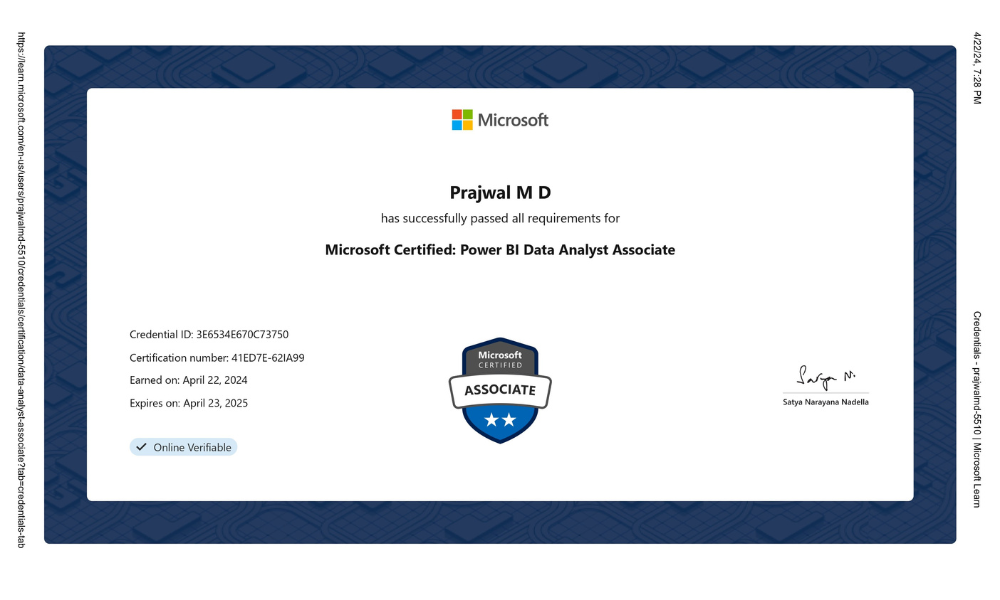 4/22/24, 7:28 PM
Credentials - prajwalmd-5510 | Microsoft Learn
Microsoft
Prajwal M D
has successfully passed all requirements for
Microsoft Certified: Power BI Data Analyst Associate
Credential ID: 3E6534E670C73750
Certification number: 41ED7E-62IA99
Earned on: April 22, 2024
Expires on: April 23, 2025
Online Verifiable
Microsoft
CERTIFIED
ASSOCIATE
Satya N.
Satya Narayana Nadella
https://learn.microsoft.com/en-us/users/prajwalmd-5510/credentials/certification/data-analyst-associate?tab=credentials-tab